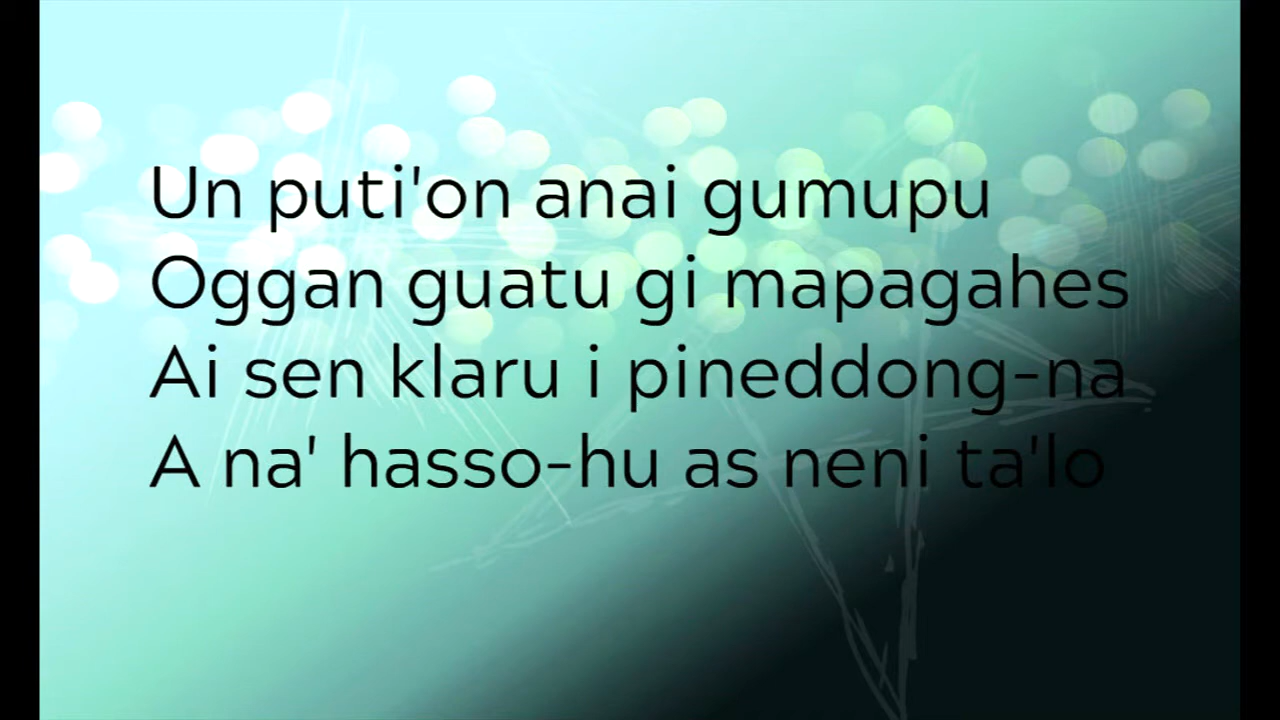 Un puti'on anai gumupu
Oggan guatu gi mapagahes
Ai sen klaru i pineddong-na
A na' hasso-hu as neni ta'lo